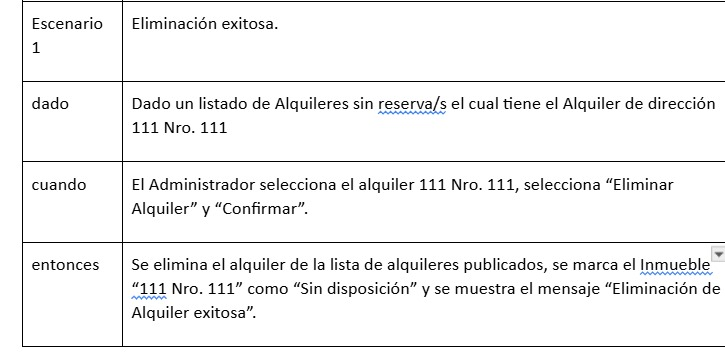 Escenario
1
Eliminación exitosa.
dado
Dado un listado de Alquileres sin reserva/s el cual tiene el Alquiler de dirección
111 Nro. 111
cuando
El Administrador selecciona el alquiler 111 Nro. 111, selecciona “Eliminar
Alquiler” y “Confirmar”.
entonces
Se elimina el alquiler de la lista de alquileres publicados, se marca el Inmueble
“111 Nro. 111” como “Sin disposición” y se muestra el mensaje “Eliminación de
Alquiler exitosa”.